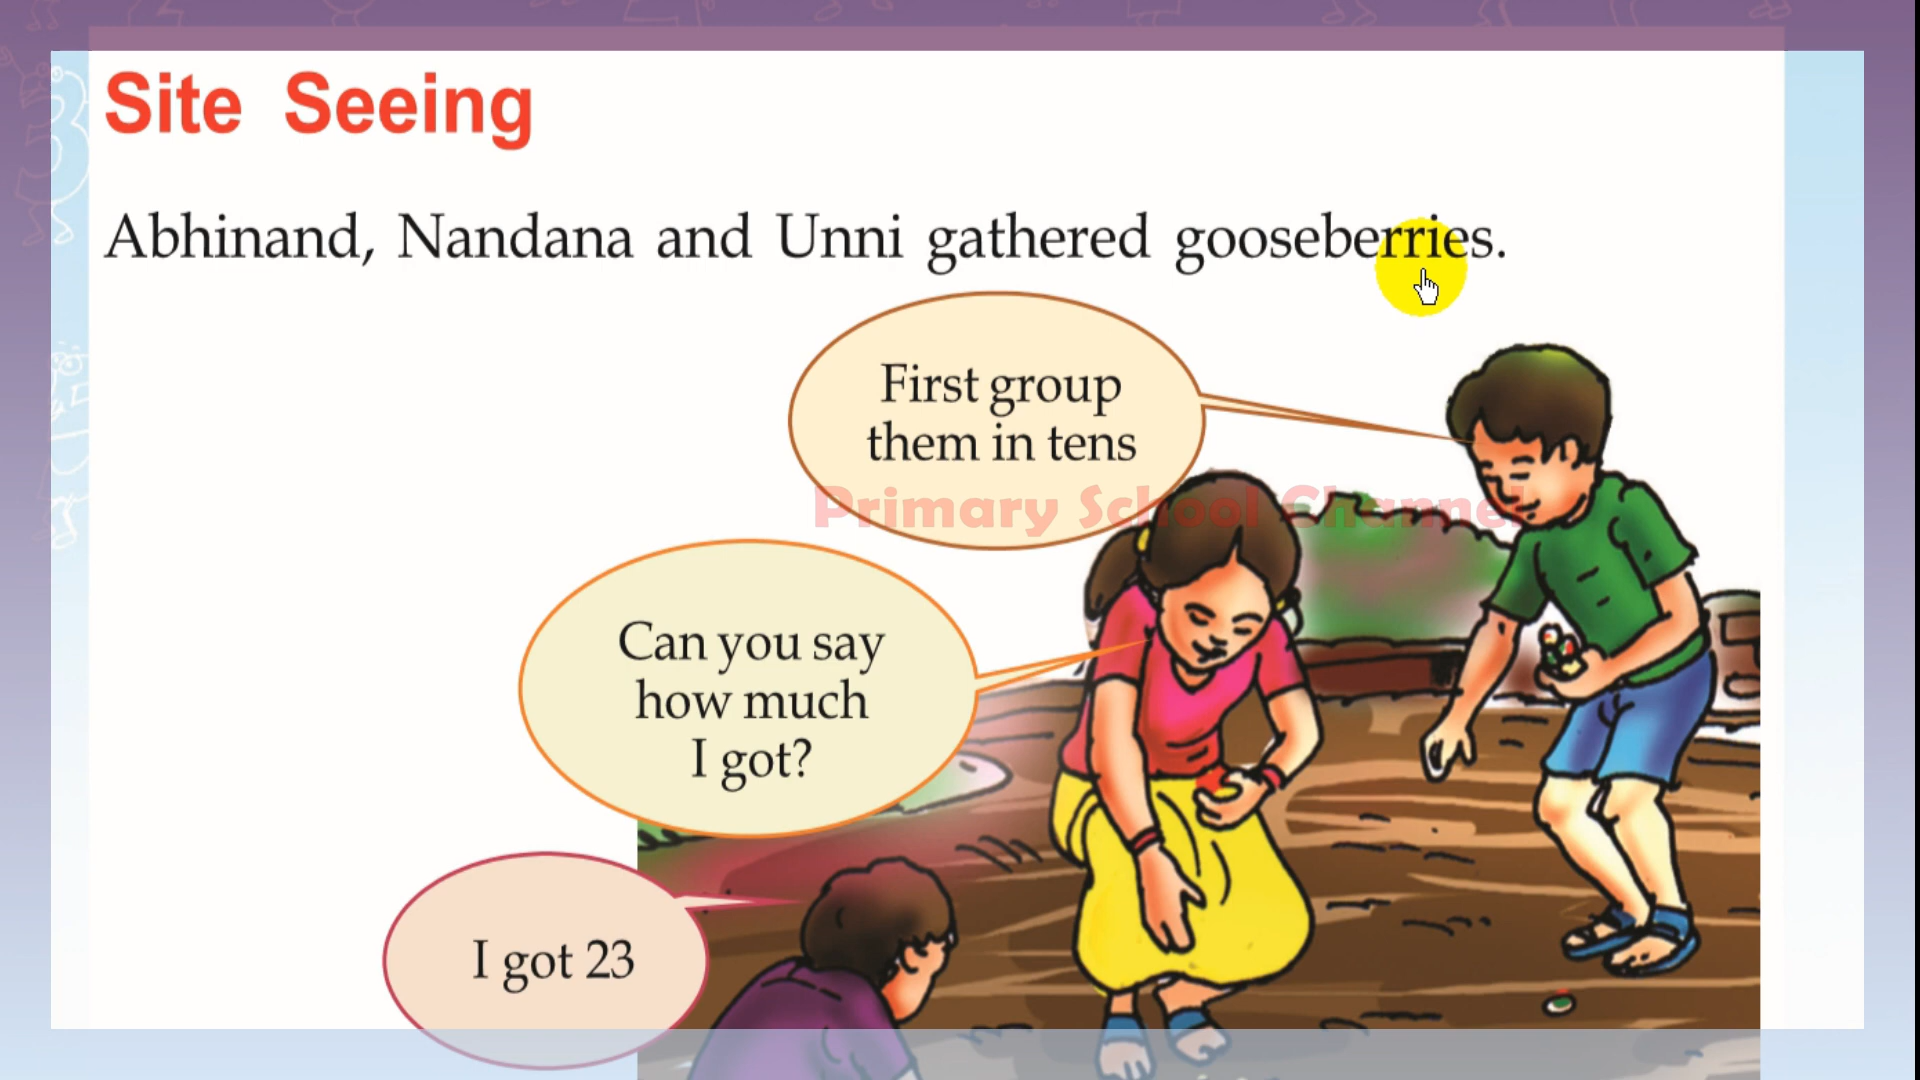 Site Seeing
Abhinand, Nandana and Unni gathered gooseberries.
First group
them in tens
Primary School Channel
Can you say
how much
I got?
I got 23